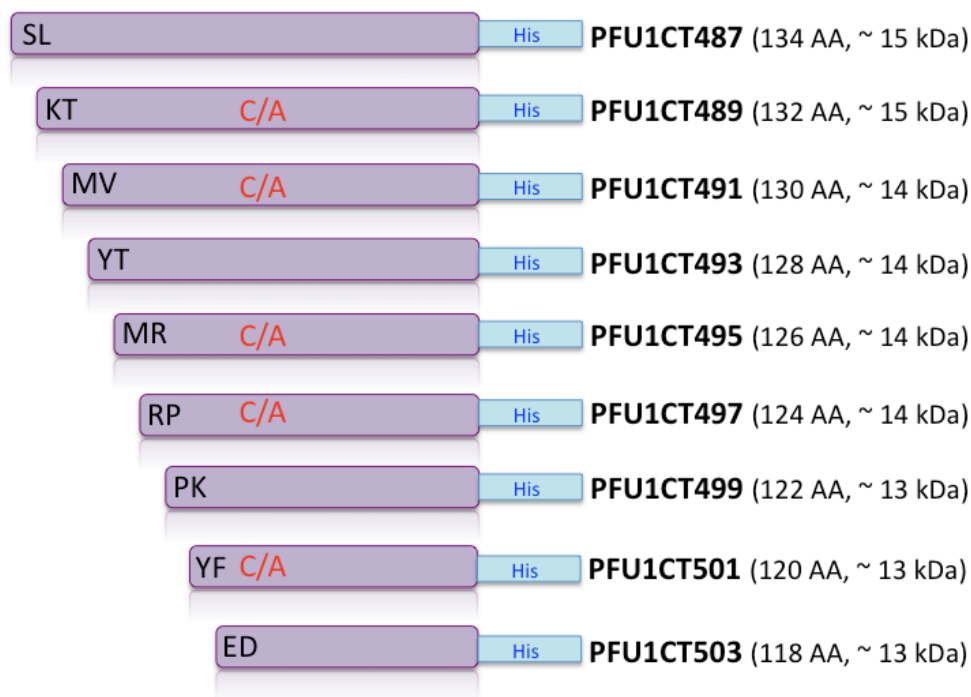 SL His PFU1CT487 (134 AA, ~ 15 kDa)
KT C/A His PFU1CT489 (132 AA, ~ 15 kDa)
MV C/A His PFU1CT491 (130 AA, ~ 14 kDa)
YT His PFU1CT493 (128 AA, ~ 14 kDa)
MR C/A His PFU1CT495 (126 AA, ~ 14 kDa)
RP C/A His PFU1CT497 (124 AA, ~ 14 kDa)
PK His PFU1CT499 (122 AA, ~ 13 kDa)
YF C/A His PFU1CT501 (120 AA, ~ 13 kDa)
ED His PFU1CT503 (118 AA, ~ 13 kDa)